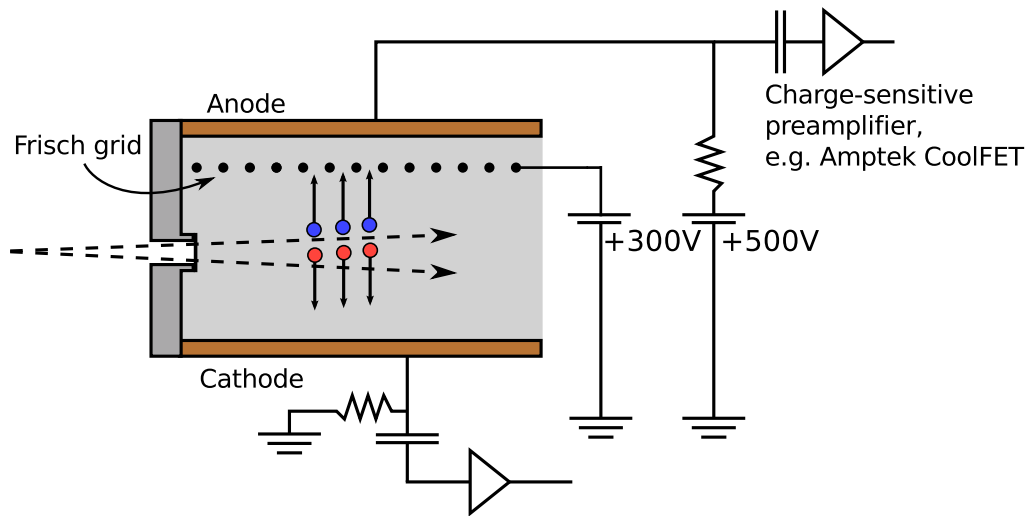 Anode
Charge-sensitive
preamplifier,
e.g. Amptek CoolFET
Frisch grid
+300V
+500V
Cathode